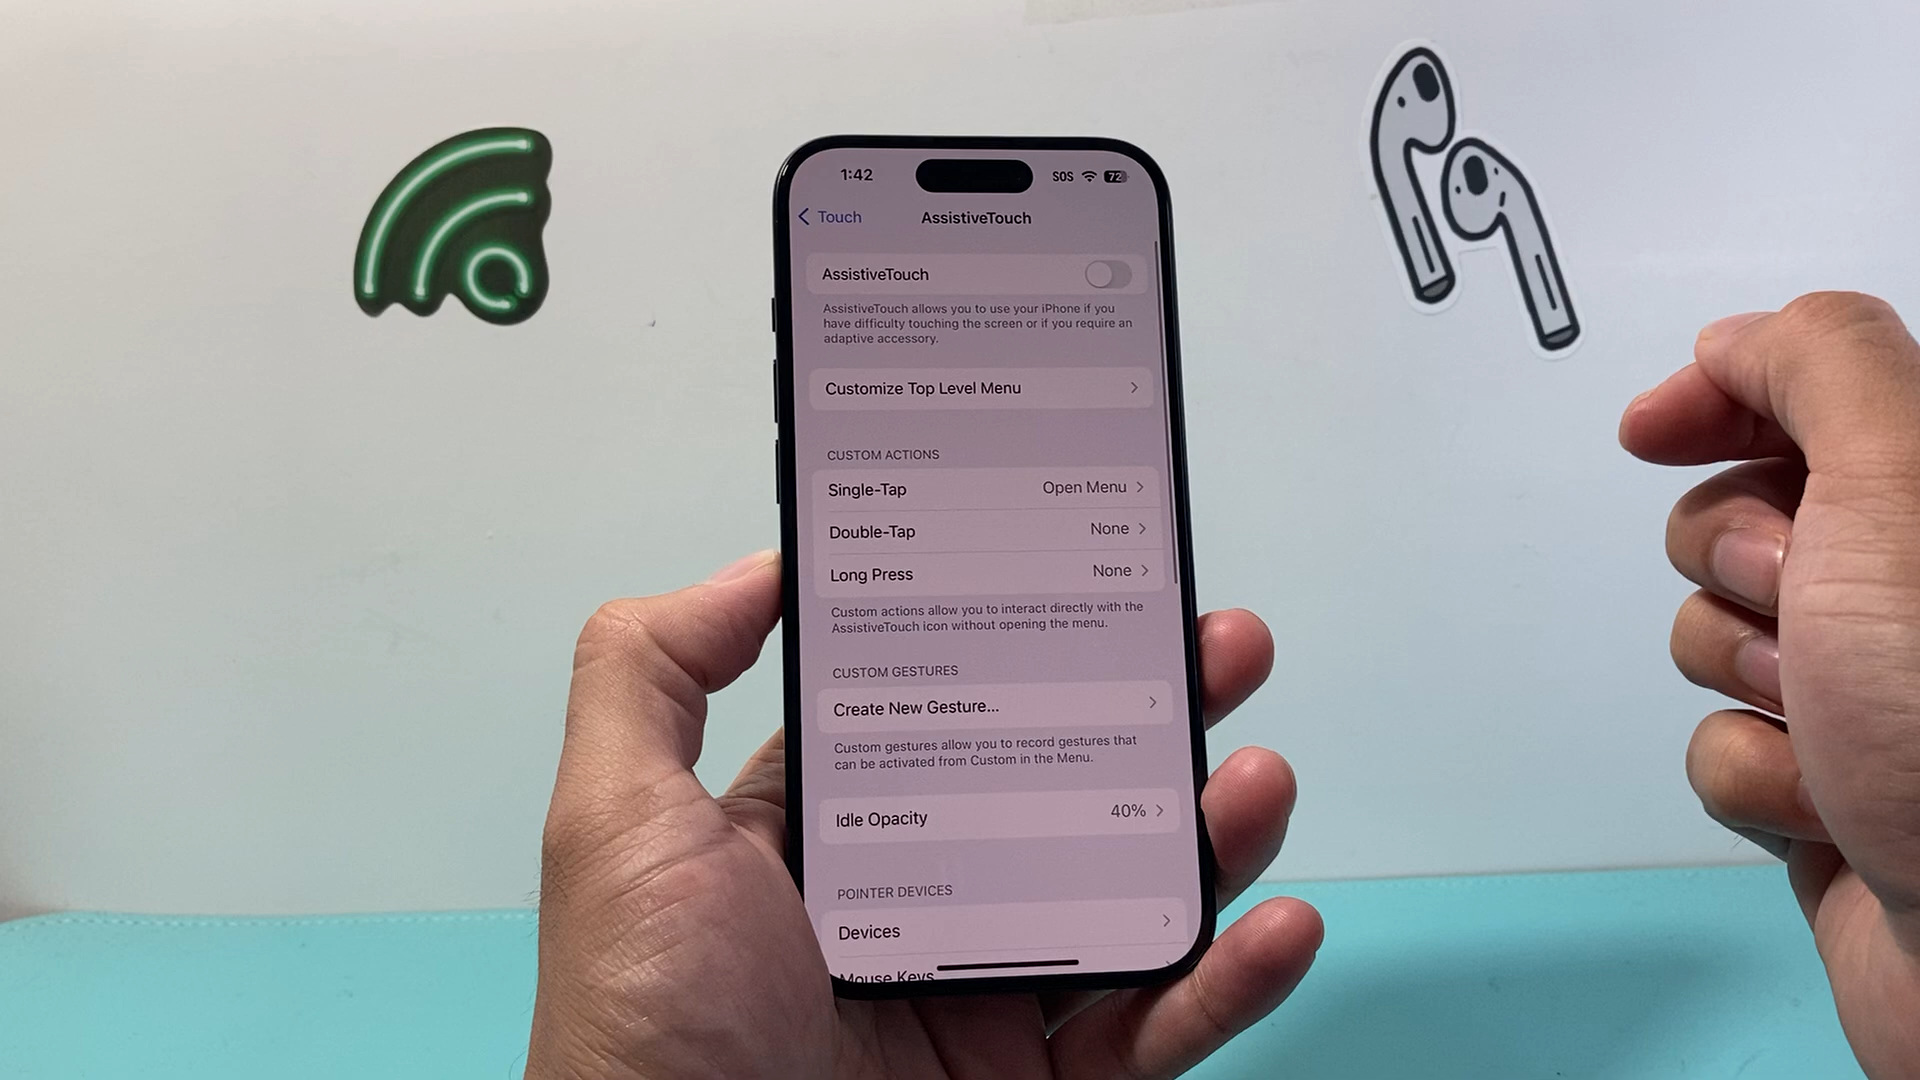 1:42
SOS
72
Touch
AssistiveTouch
AssistiveTouch
AssistiveTouch allows you to use your iPhone if you
have difficulty touching the screen or if you require an
adaptive accessory.
Customize Top Level Menu
CUSTOM ACTIONS
Single-Tap Open Menu
Double-Tap None
Long Press None
Custom actions allow you to interact directly with the
AssistiveTouch icon without opening the menu.
CUSTOM GESTURES
Create New Gesture...
Custom gestures allow you to record gestures that
can be activated from Custom in the Menu.
Idle Opacity 40%
POINTER DEVICES
Devices
Mouse Keys